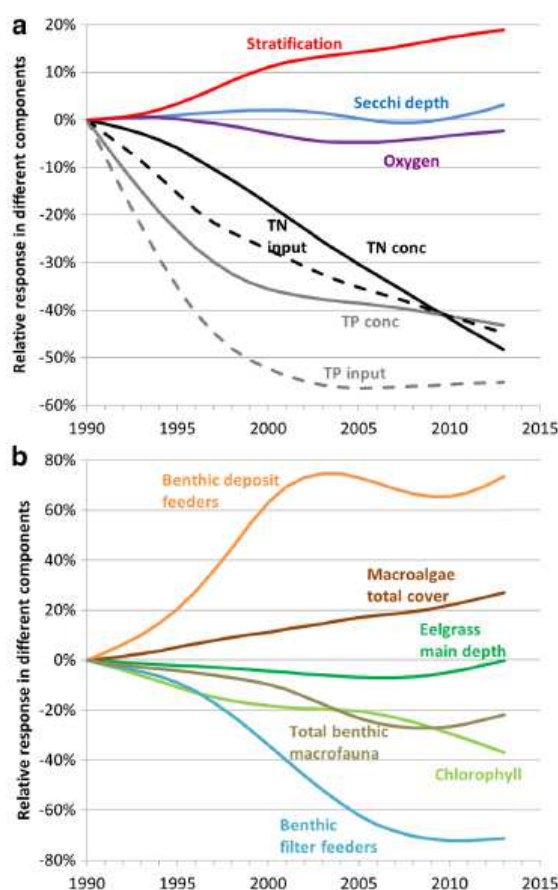 a
Relative response in different components
20%
10%
0%
-10%
-20%
-30%
-40%
-50%
-60%
Stratification
Secchi depth
Oxygen
TN
input
TN conc
TP conc
TP input
1990
1995
2000
2005
2010
2015
b
Relative response in different components
80%
60%
40%
20%
0%
-20%
-40%
-60%
-80%
Benthic deposit
feeders
Macroalgae
total cover
Eelgrass
main depth
Total benthic
macrofauna
Chlorophyll
Benthic
filter feeders
1990
1995
2000
2005
2010
2015